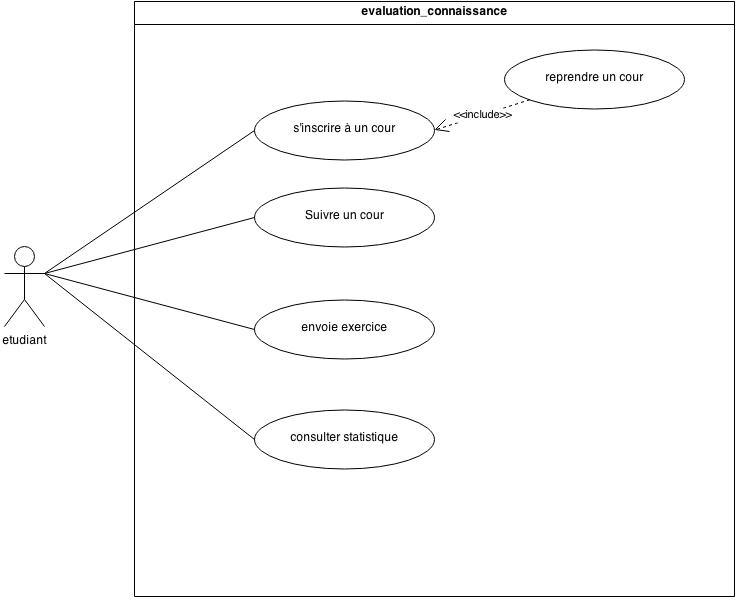 evaluation_connaissance
reprendre un cour
<<include>>
s'inscrire à un cour
Suivre un cour
envoie exercice
etudiant
consulter statistique